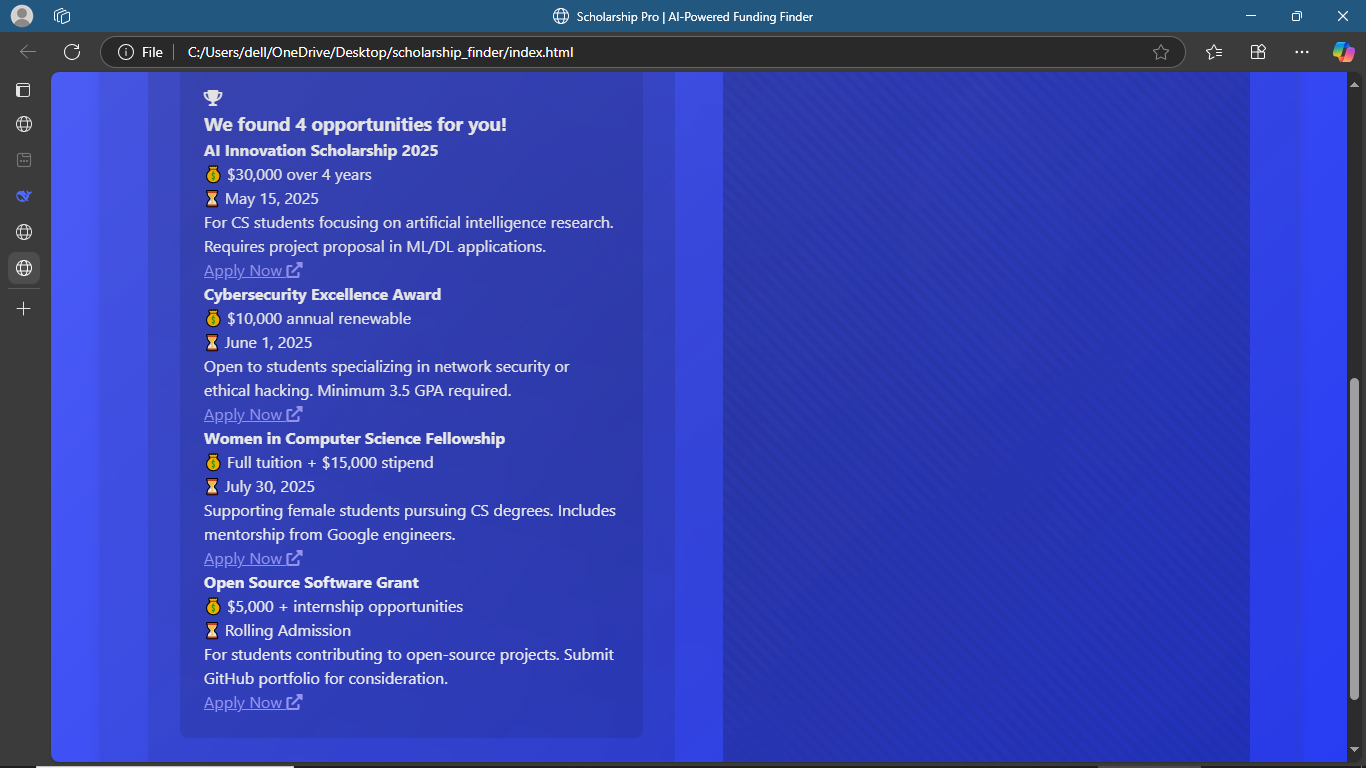 Scholarship Pro | AI-Powered Funding Finder
File
C:/Users/dell/OneDrive/Desktop/scholarship_finder/index.html
We found 4 opportunities for you!
AI Innovation Scholarship 2025
💰 $30,000 over 4 years
⏳ May 15, 2025
For CS students focusing on artificial intelligence research.
Requires project proposal in ML/DL applications.
Apply Now
Cybersecurity Excellence Award
💰 $10,000 annual renewable
⏳ June 1, 2025
Open to students specializing in network security or
ethical hacking. Minimum 3.5 GPA required.
Apply Now
Women in Computer Science Fellowship
💰 Full tuition + $15,000 stipend
⏳ July 30, 2025
Supporting female students pursuing CS degrees. Includes
mentorship from Google engineers.
Apply Now
Open Source Software Grant
💰 $5,000 + internship opportunities
⏳ Rolling Admission
For students contributing to open-source projects. Submit
GitHub portfolio for consideration.
Apply Now